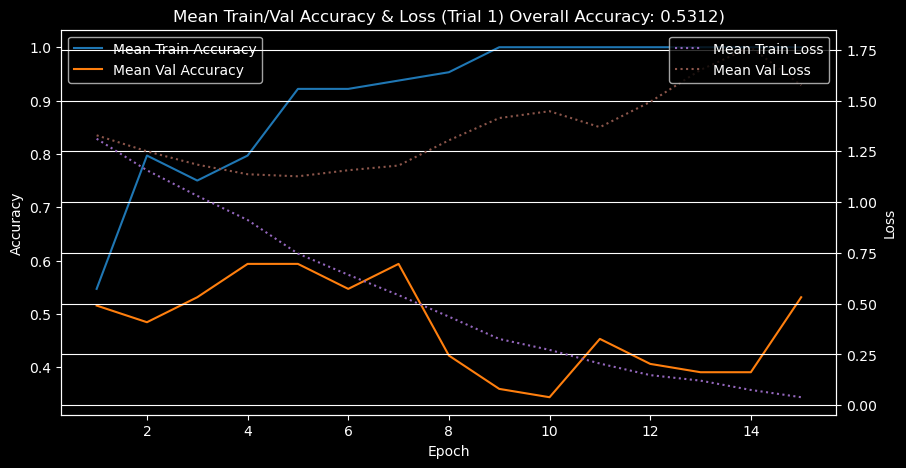 Mean Train/Val Accuracy & Loss (Trial 1) Overall Accuracy: 0.5312)
Mean Train Accuracy
Mean Val Accuracy
Mean Train Loss
Mean Val Loss
Accuracy
1.0
0.9
0.8
0.7
0.6
0.5
0.4
Loss
1.75
1.50
1.25
1.00
0.75
0.50
0.25
0.00
2 4 6 8 10 12 14
Epoch